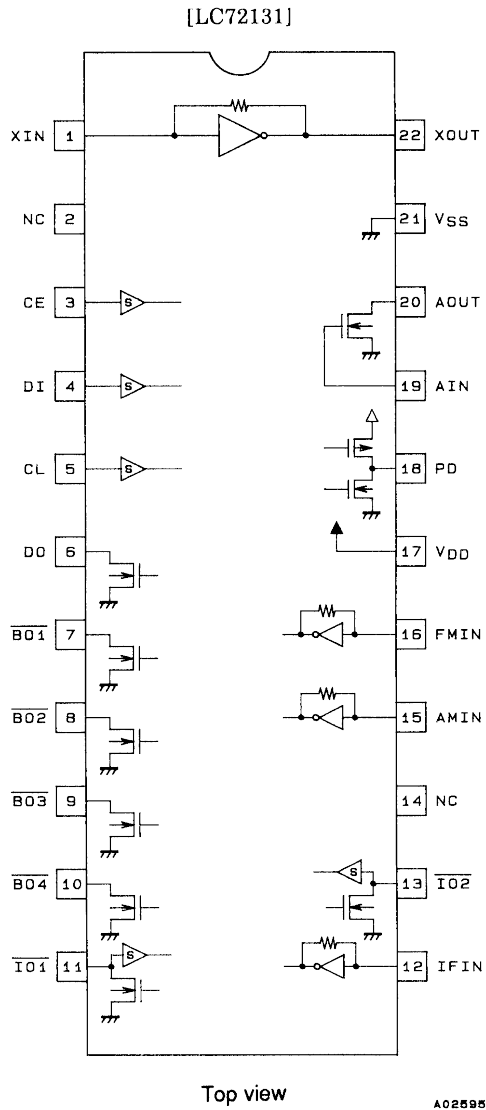 [LC72131]
XIN 1 22 XOUT
NC 2 21 VSS
CE 3 S 20 AOUT
DI 4 S 19 AIN
CL 5 S 18 PD
DO 6 17 VDD
BO1 7 16 FMIN
BO2 8 15 AMIN
BO3 9 14 NC
BO4 10 S 13 IO2
IO1 11 S 12 IFIN
Top view
A02595